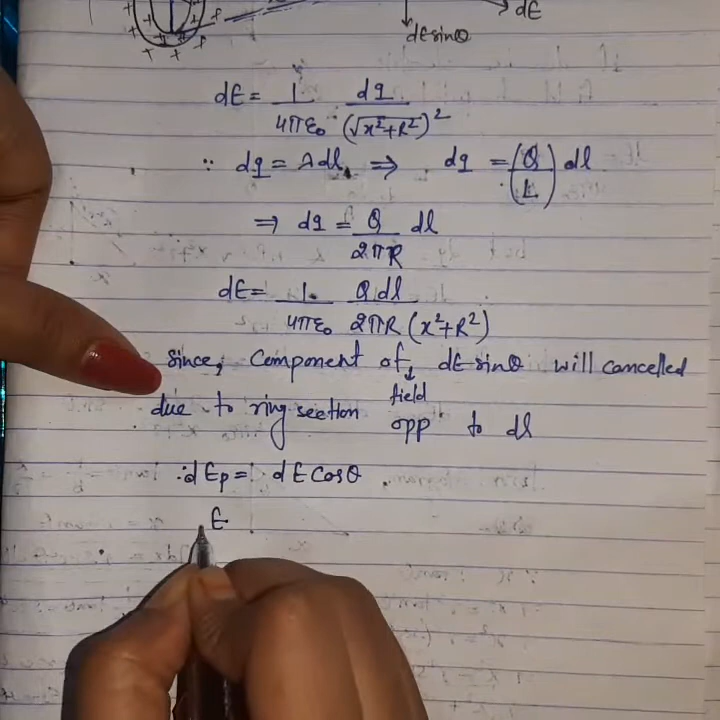 dE
dE sinθ
dE = 1/4πε₀ dq/(√x²+R²)²
∵ dq = λdl, ⇒ dq = (Q/L) dl
⇒ dq = Q/2πR dl
dE = 1/4πε₀ Q dl/2πR (x²+R²)
Since, Component of dE sinθ will cancelled
field
due to ring section opp to dl
∴ dEp = dE Cosθ
E